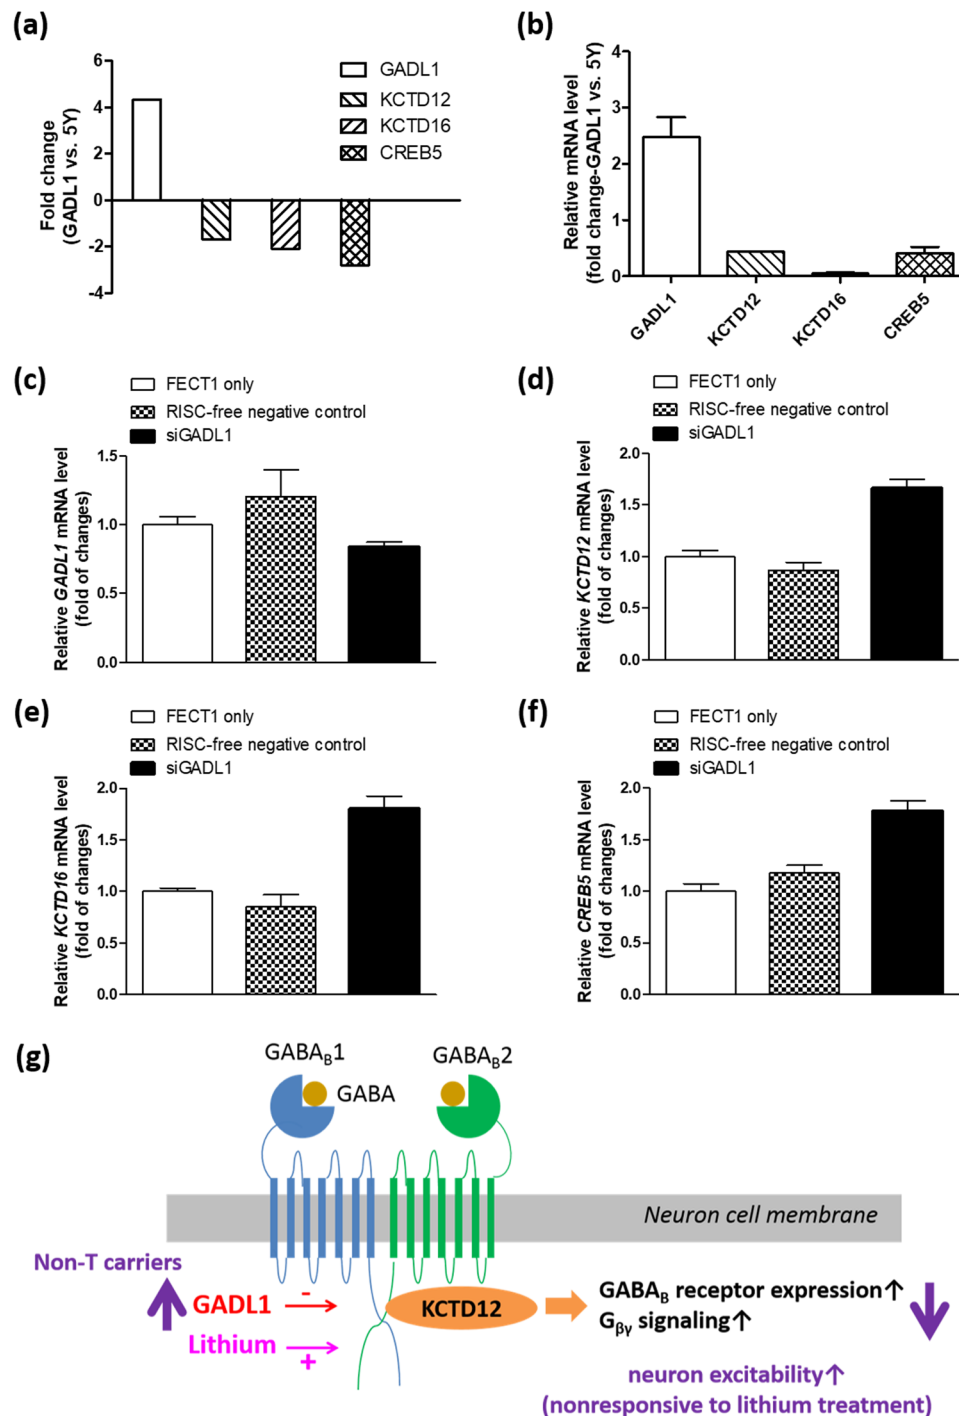 (a)
Fold change
(GADL1 vs. 5Y)
6
4
2
0
-2
-4
GADL1
KCTD12
KCTD16
CREB5
(b)
Relative mRNA level
(fold change-GADL1 vs. 5Y)
4
3
2
1
0
GADL1
KCTD12
KCTD16
CREB5
(c)
FECT1 only
RISC-free negative control
siGADL1
Relative GADL1 mRNA level
(fold of changes)
1.5
1.0
0.5
0.0
(d)
FECT1 only
RISC-free negative control
siGADL1
Relative KCTD12 mRNA level
(fold of changes)
2.0
1.5
1.0
0.5
0.0
(e)
FECT1 only
RISC-free negative control
siGADL1
Relative KCTD16 mRNA level
(fold of changes)
2.0
1.5
1.0
0.5
0.0
(f)
FECT1 only
RISC-free negative control
siGADL1
Relative CREB5 mRNA level
(fold of changes)
2.0
1.5
1.0
0.5
0.0
(g)
GABA_B1
GABA_B2
GABA
Neuron cell membrane
Non-T carriers
GADL1 -
Lithium +
KCTD12
GABA_B receptor expression↑
G_βγ signaling↑
neuron excitability↑
(nonresponsive to lithium treatment)